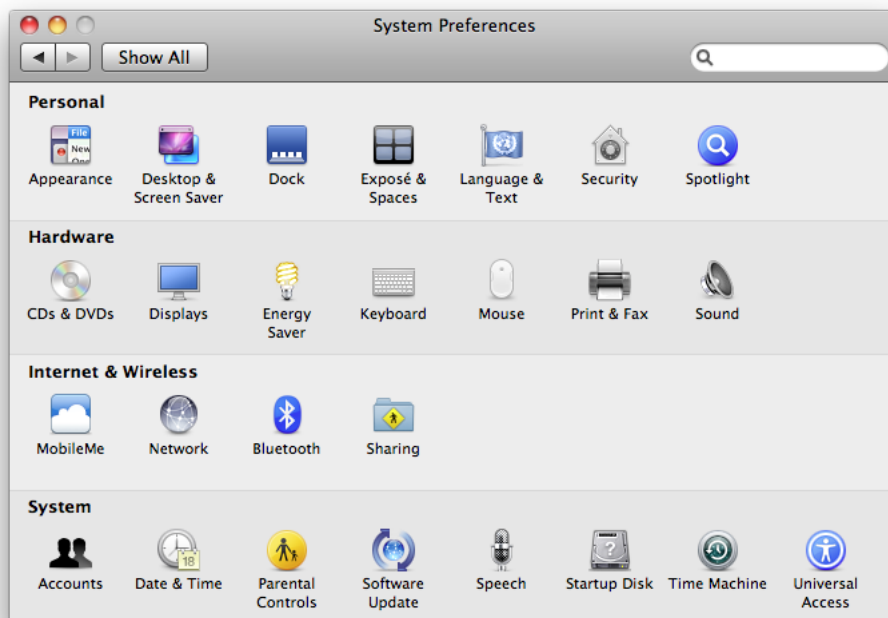 System Preferences
Show All
Personal
File
New
Appearance
Desktop &
Screen Saver
Dock
Exposé &
Spaces
Language &
Text
Security
Spotlight
Hardware
CDs & DVDs
Displays
Energy
Saver
Keyboard
Mouse
Print & Fax
Sound
Internet & Wireless
MobileMe
Network
Bluetooth
Sharing
System
18
?
Accounts
Date & Time
Parental
Controls
Software
Update
Speech
Startup Disk
Time Machine
Universal
Access